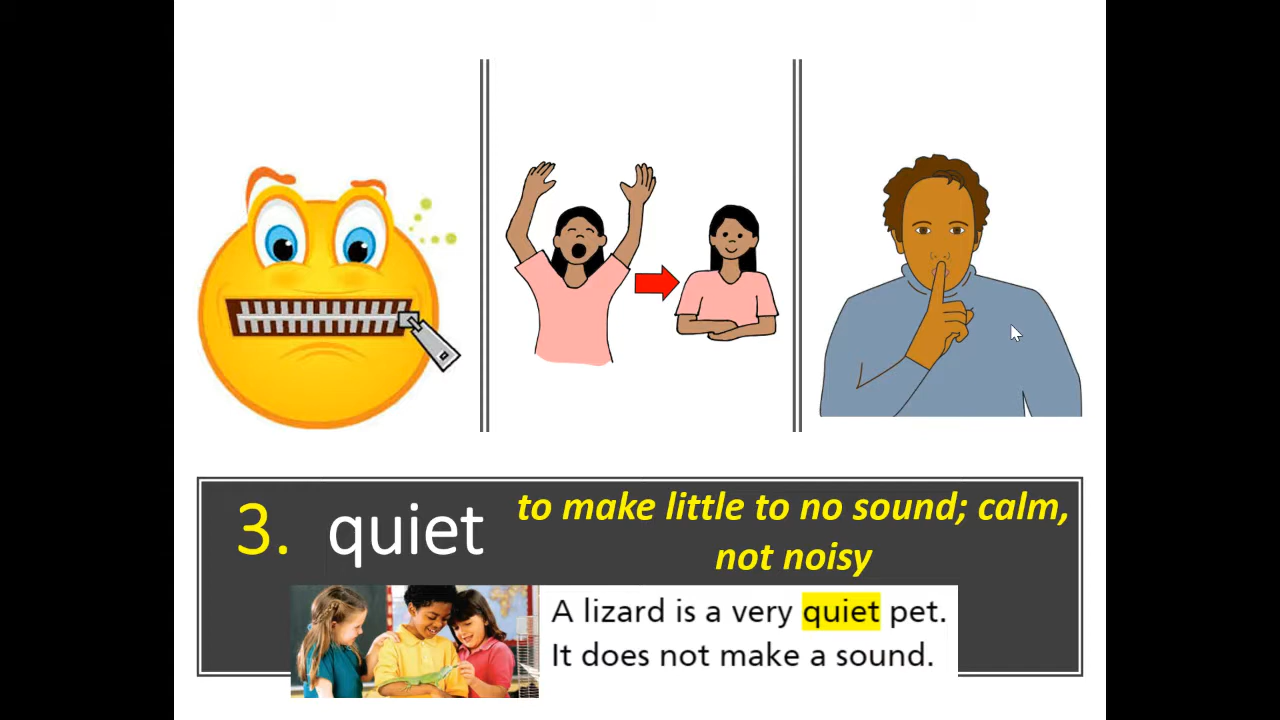 3. quiet
to make little to no sound; calm,
not noisy
A lizard is a very quiet pet.
It does not make a sound.